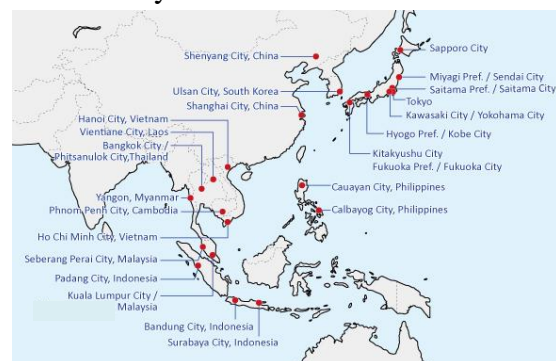 Shenyang City, China
Sapporo City
Ulsan City, South Korea
Shanghai City, China
Miyagi Pref. / Sendai City
Saitama Pref. / Saitama City
Tokyo
Kawasaki City / Yokohama City
Hyogo Pref. / Kobe City
Kitakyushu City
Fukuoka Pref. / Fukuoka City
Hanoi City, Vietnam
Vientiane City, Laos
Bangkok City /
Phitsanulok City,Thailand
Yangon, Myanmar
Phnom Penh City, Cambodia
Ho Chi Minh City, Vietnam
Seberang Perai City, Malaysia
Padang City, Indonesia
Kuala Lumpur City /
Malaysia
Cauayan City, Philippines
Calbayog City, Philippines
Bandung City, Indonesia
Surabaya City, Indonesia